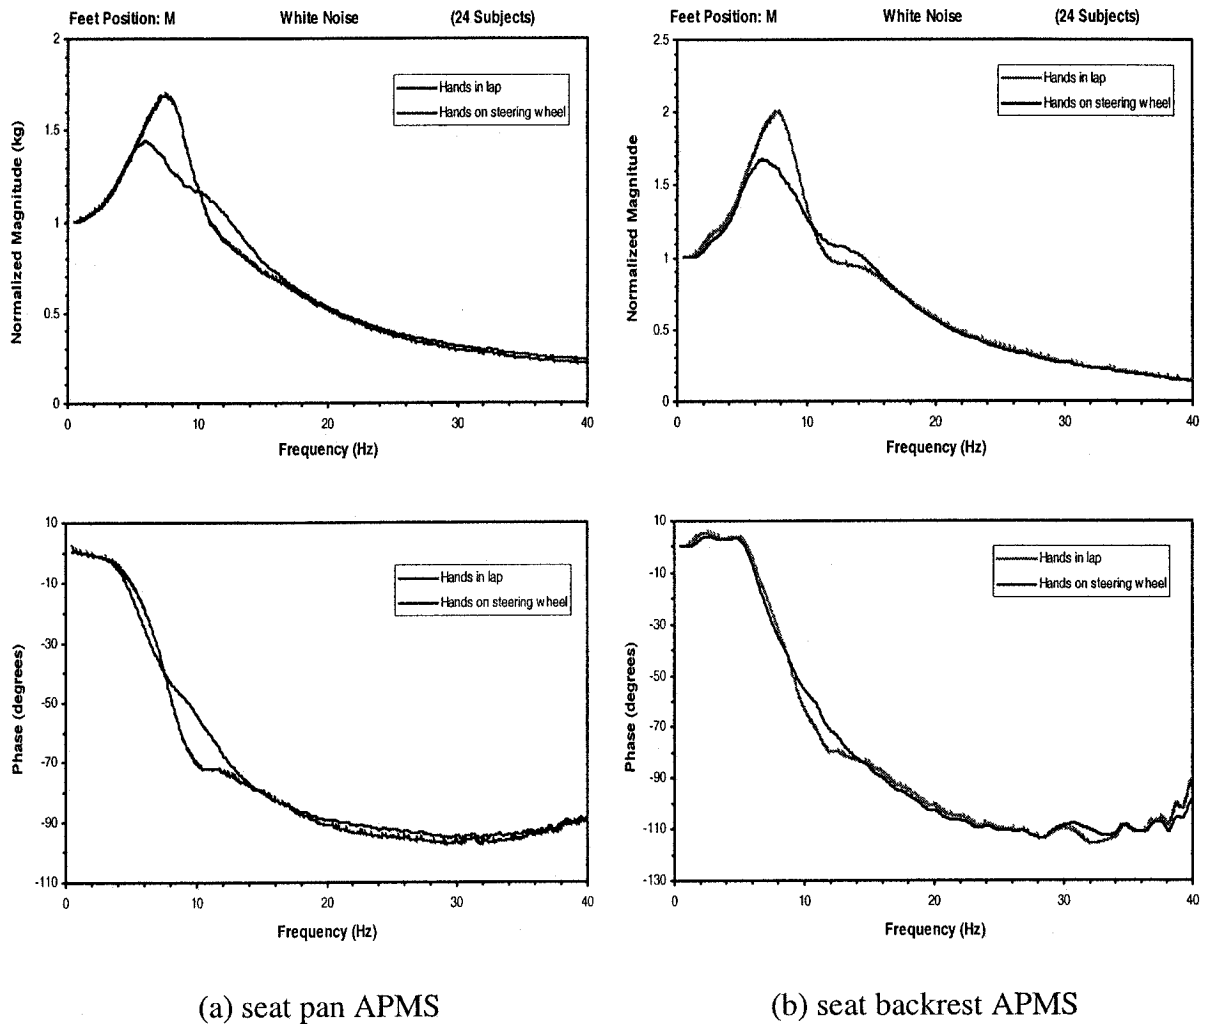 Feet Position: M White Noise (24 Subjects)
2
1.5
1
0.5
0
0 10 20 30 40
Normalized Magnitude (kg)
Frequency (Hz)
Hands in lap
Hands on steering wheel
Feet Position: M White Noise (24 Subjects)
2.5
2
1.5
1
0.5
0
0 10 20 30 40
Normalized Magnitude
Frequency (Hz)
Hands in lap
Hands on steering wheel
10
-10
-30
-50
-70
-90
-110
0 10 20 30 40
Phase (degrees)
Frequency (Hz)
Hands in lap
Hands on steering wheel
10
-10
-30
-50
-70
-90
-110
-130
0 10 20 30 40
Phase (degrees)
Frequency (Hz)
Hands in lap
Hands on steering wheel
(a) seat pan APMS
(b) seat backrest APMS